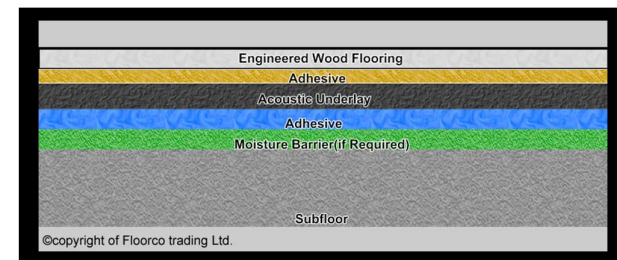 Engineered Wood Flooring
Adhesive
Acoustic Underlay
Adhesive
Moisture Barrier(if Required)
Subfloor
©copyright of Floorco trading Ltd.